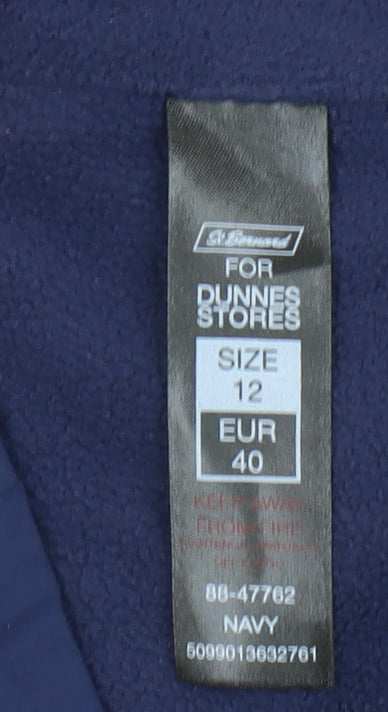 St Bernard
FOR
DUNNES
STORES
SIZE
12
EUR
40
KEEP AWAY
FROM FIRE
88-47762
NAVY
5099013632761